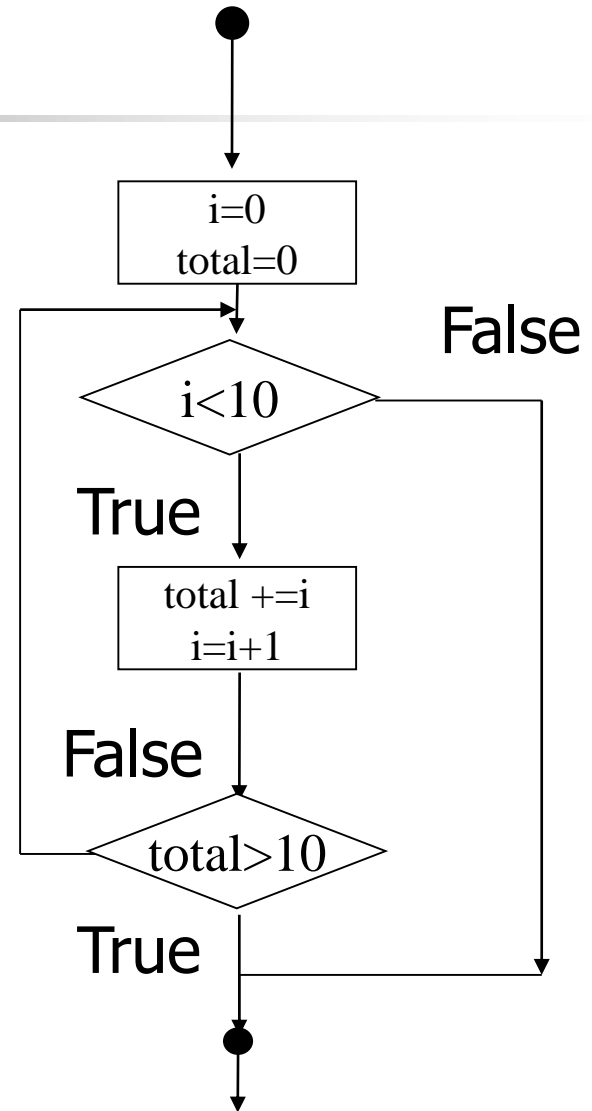 i=0
total=0
False
i<10
True
total +=i
i=i+1
False
total>10
True